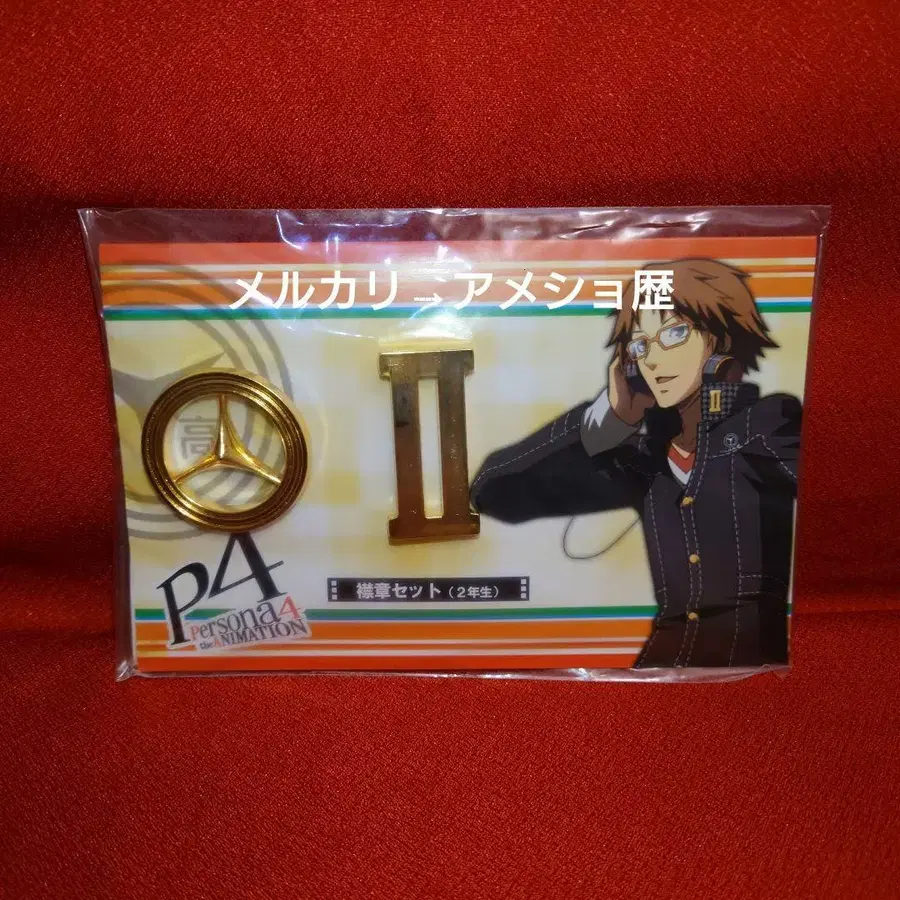 メルカリ→アメショ歴
高
II
II
P4
Persona4
the ANIMATION
襟章セット(2年生)